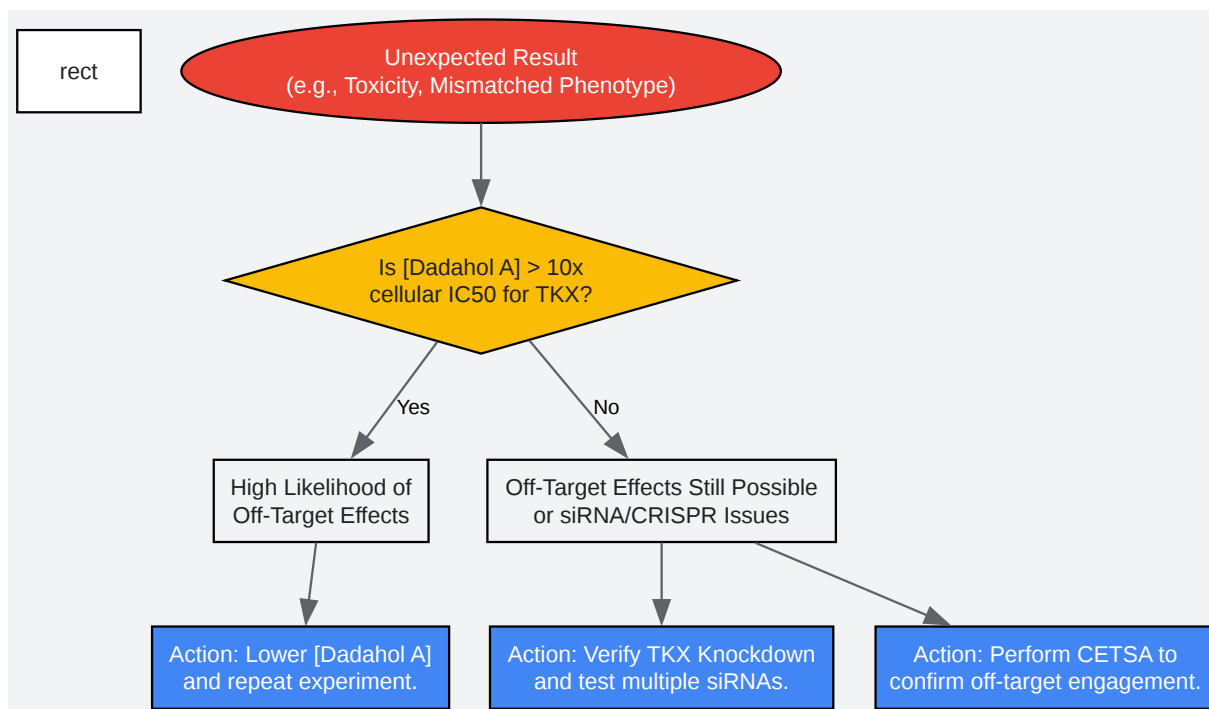 rect
Unexpected Result
(e.g., Toxicity, Mismatched Phenotype)
Is [Dadahol A] > 10x
cellular IC50 for TKX?
Yes
No
High Likelihood of
Off-Target Effects
Off-Target Effects Still Possible
or siRNA/CRISPR Issues
Action: Lower [Dadahol A]
and repeat experiment.
Action: Verify TKX Knockdown
and test multiple siRNAs.
Action: Perform CETSA to
confirm off-target engagement.